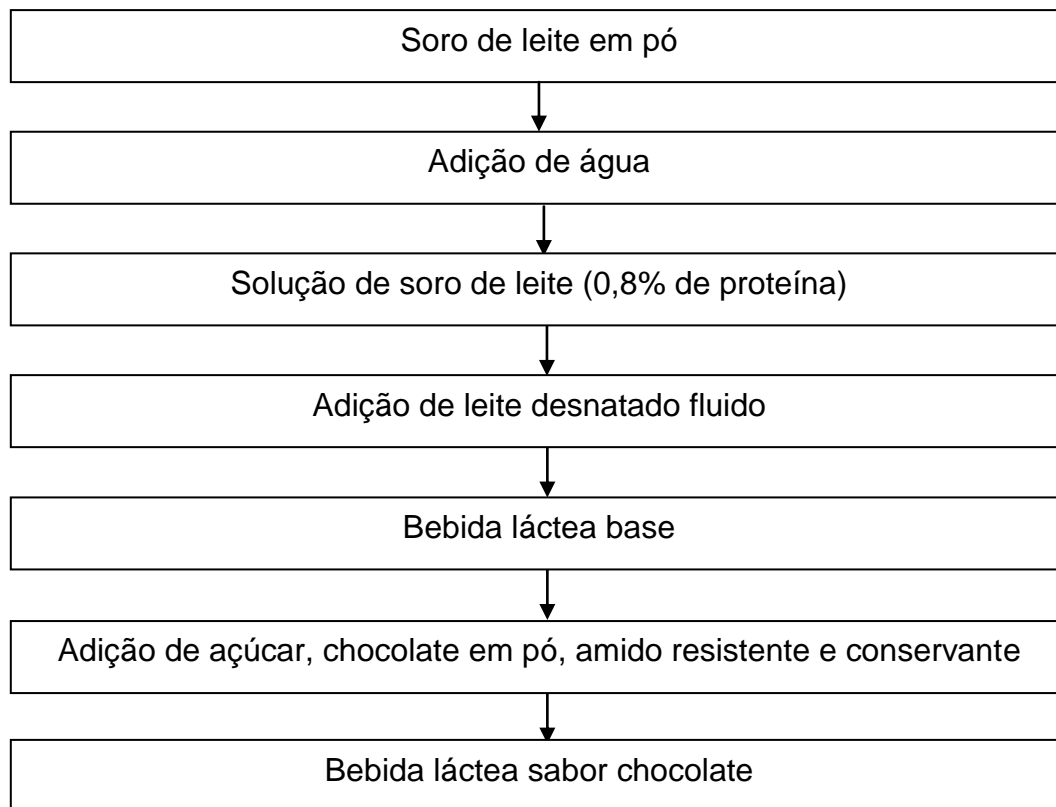 Soro de leite em pó
Adição de água
Solução de soro de leite (0,8% de proteína)
Adição de leite desnatado fluido
Bebida láctea base
Adição de açúcar, chocolate em pó, amido resistente e conservante
Bebida láctea sabor chocolate